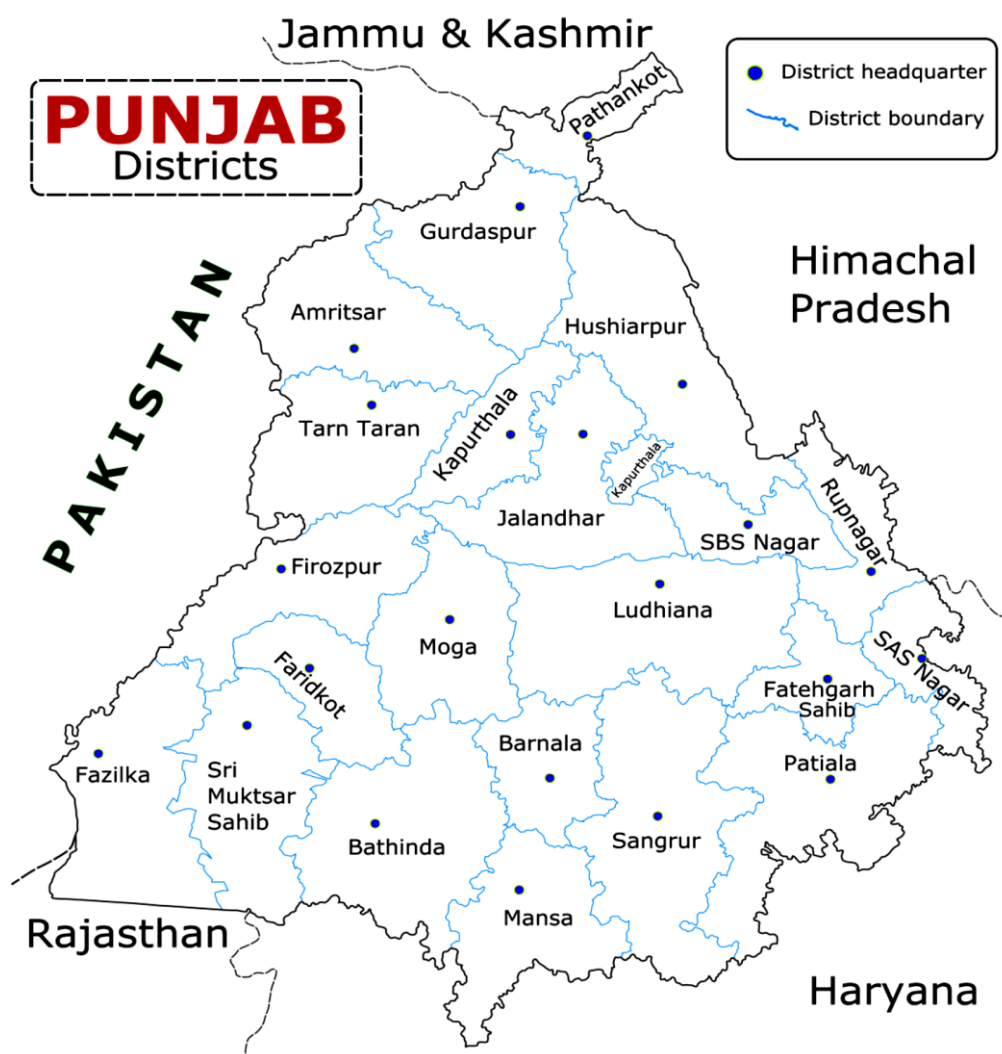 Jammu & Kashmir
PUNJAB
Districts
District headquarter
District boundary
Pathankot
Gurdaspur
Himachal
Pradesh
PAKISTAN
Amritsar
Hushiarpur
Tarn Taran
Kapurthala
Kapurthala
Jalandhar
SBS Nagar
Rupnagar
Firozpur
Ludhiana
Moga
SAS Nagar
Faridkot
Fatehgarh
Sahib
Barnala
Patiala
Fazilka
Sri
Muktsar
Sahib
Bathinda
Sangrur
Mansa
Rajasthan
Haryana